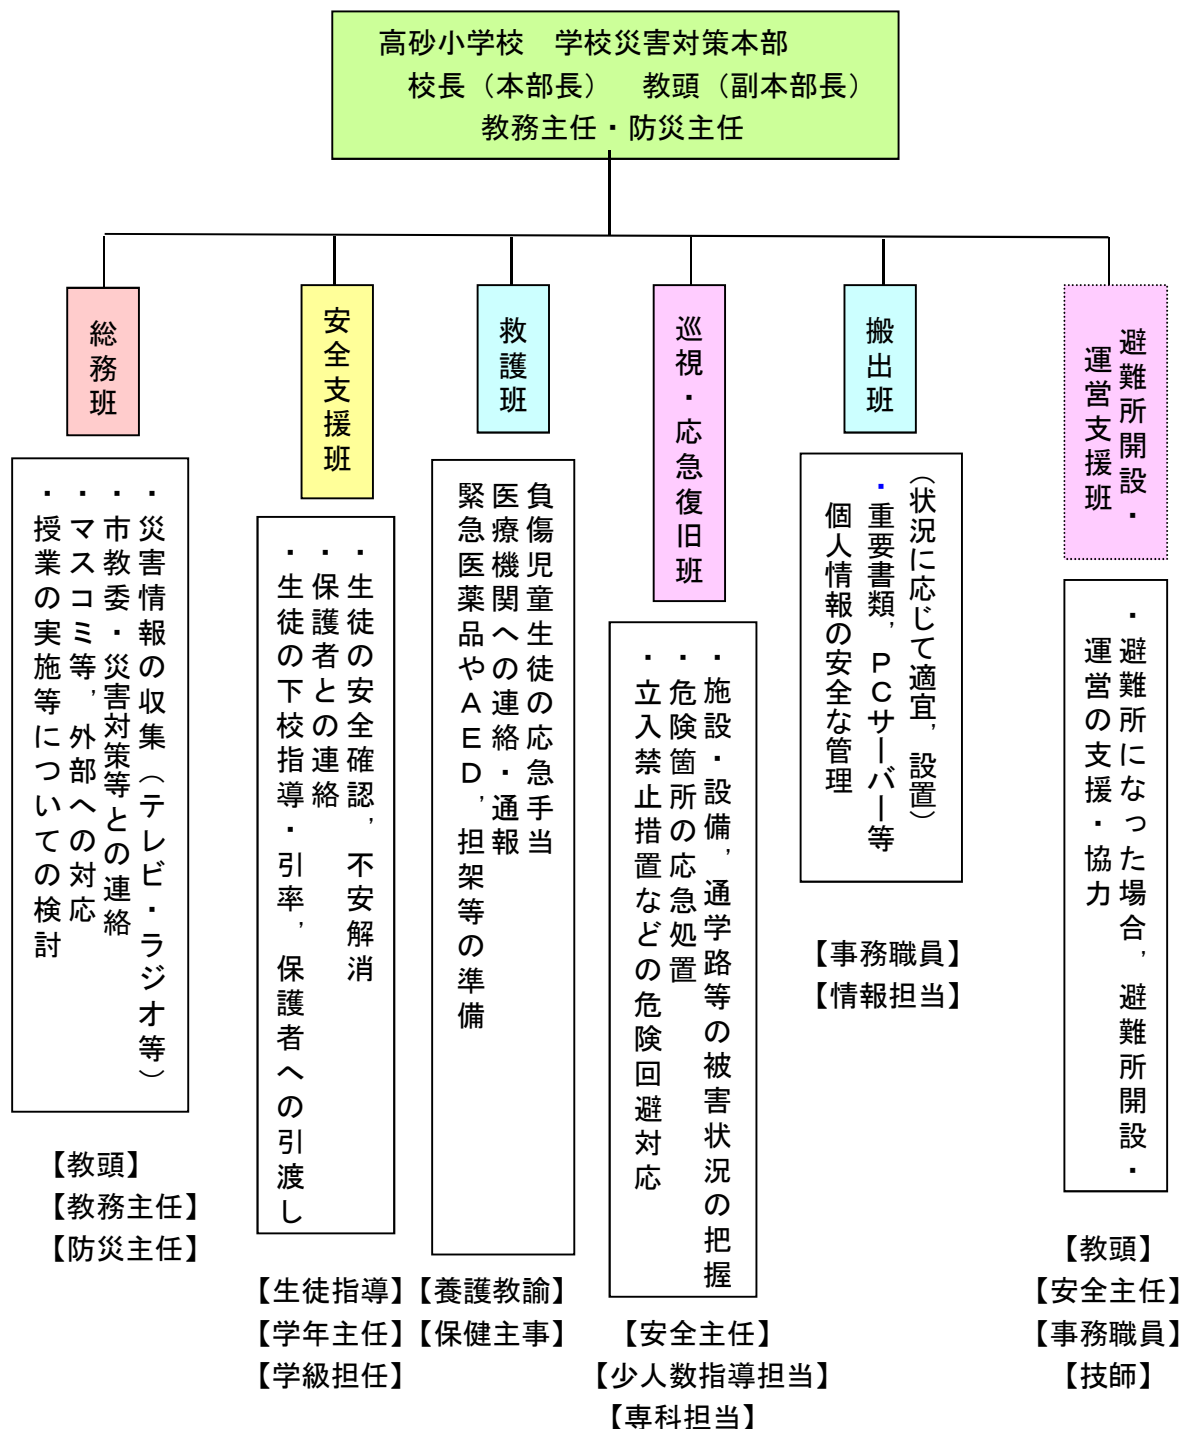 高砂小学校　学校災害対策本部
校長（本部長）　教頭（副本部長）
教務主任・防災主任
総務班
・災害情報の収集（テレビ・ラジオ等）
・市教委・災害対策等との連絡
・マスコミ等，外部への対応
・授業の実施等についての検討
【教頭】
【教務主任】
【防災主任】
安全支援班
・生徒の安全確認，不安解消
・保護者との連絡
・生徒の下校指導・引率，保護者への引渡し
【生徒指導】
【学年主任】
【学級担任】
救護班
負傷児童生徒の応急手当
医療機関への連絡・通報
緊急医薬品やＡＥＤ，担架等の準備
【養護教諭】
【保健主事】
巡視・応急復旧班
・施設・設備，通学路等の被害状況の把握
・危険箇所の応急処置
・立入禁止措置などの危険回避対応
【安全主任】
【少人数指導担当】
【専科担当】
搬出班
（状況に応じて適宜，設置）
・重要書類，ＰＣサーバー等
個人情報の安全な管理
【事務職員】
【情報担当】
避難所開設・
運営支援班
・避難所になった場合，避難所開設・
運営の支援・協力
【教頭】
【安全主任】
【事務職員】
【技師】